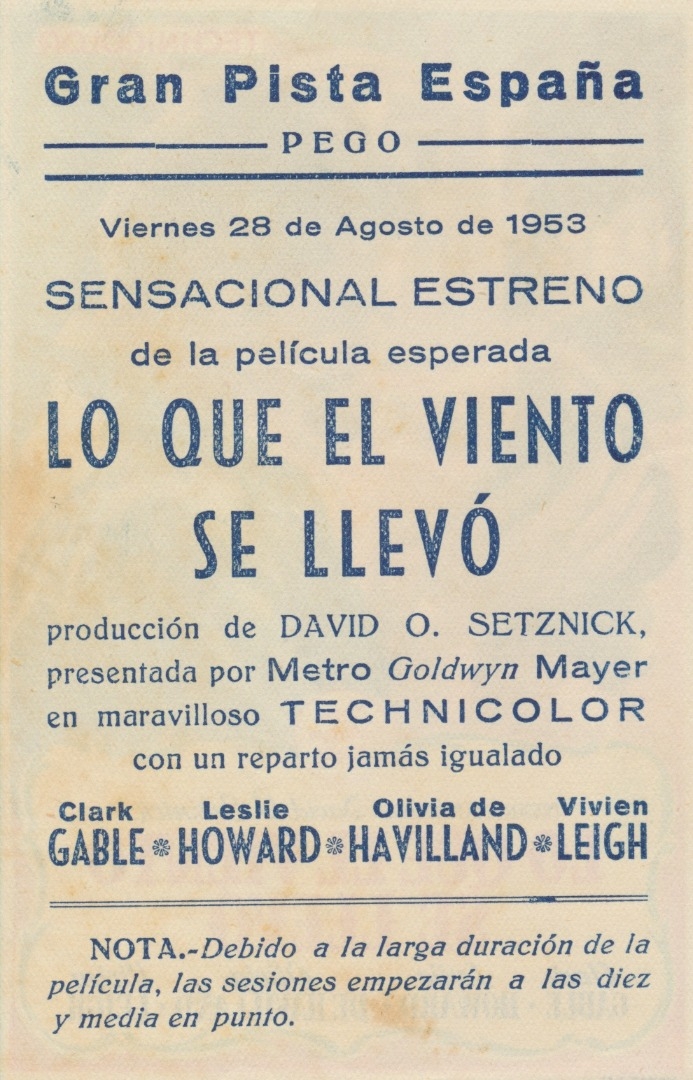 Gran Pista España
PEGO
Viernes 28 de Agosto de 1953
SENSACIONAL ESTRENO
de la película esperada
LO QUE EL VIENTO
SE LLEVÓ
producción de DAVID O. SETZNICK,
presentada por Metro Goldwyn Mayer
en maravilloso TECHNICOLOR
con un reparto jamás igualado
Clark Leslie Olivia de Vivien
GABLE * HOWARD * HAVILLAND * LEIGH
NOTA.-Debido a la larga duración de la
película, las sesiones empezarán a las diez
y media en punto.